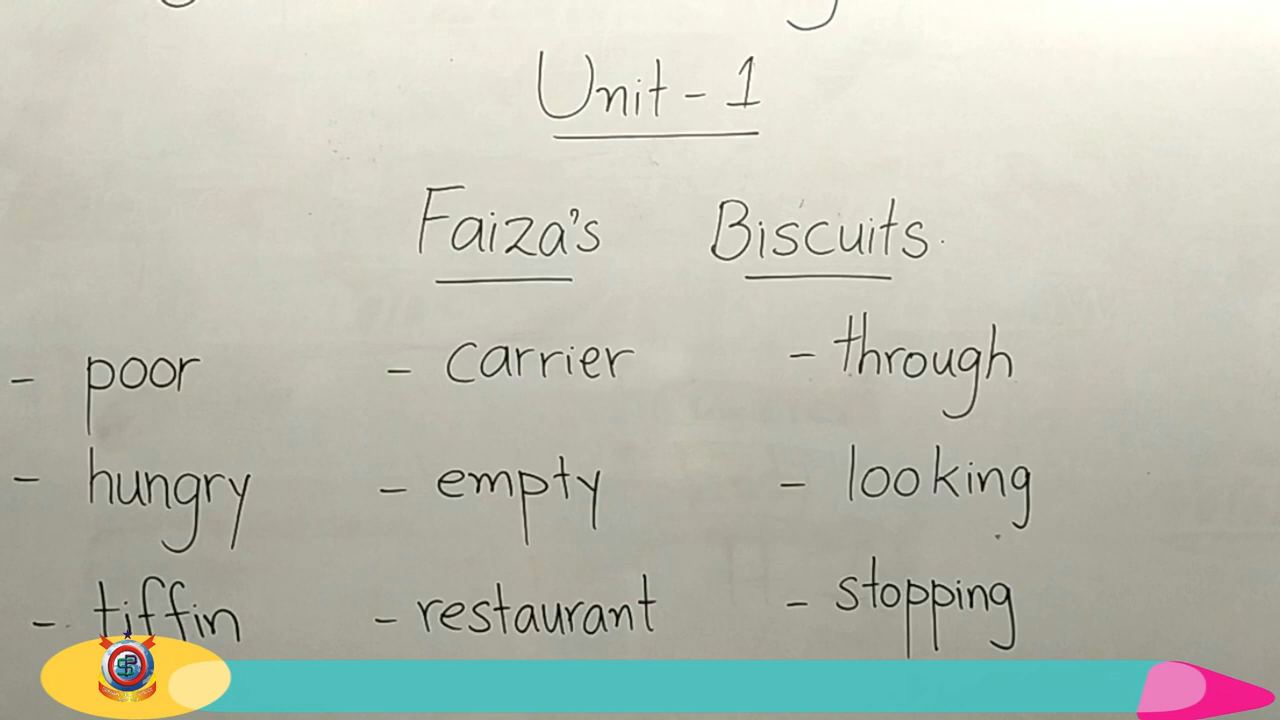 Unit - 1
Faiza's Biscuits.
- poor - carrier - through
- hungry - empty - looking
- tiffin - restaurant - stopping